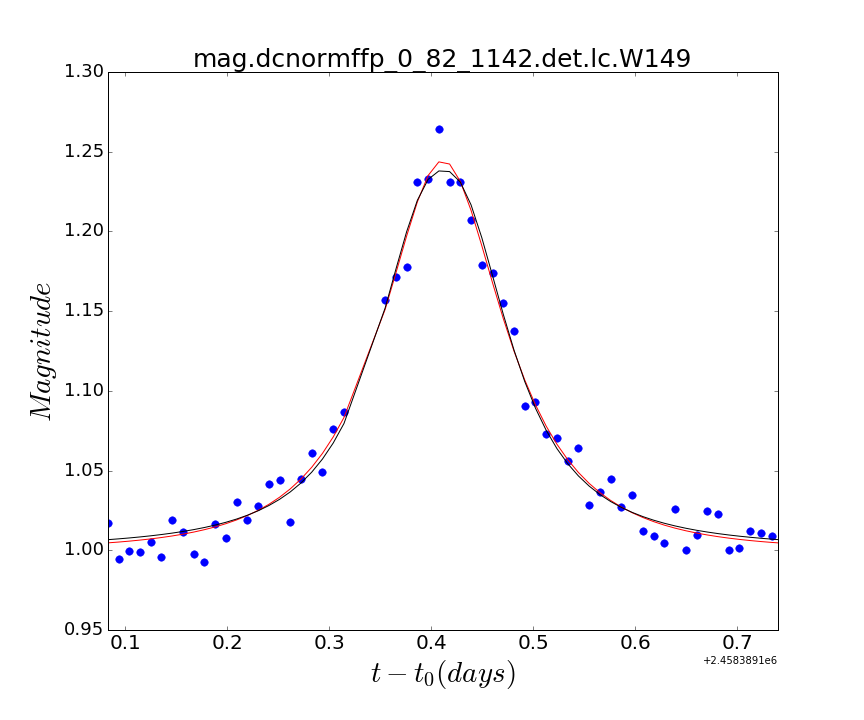 mag.dcnormffp_0_82_1142.det.lc.W149
1.30
1.25
1.20
1.15
1.10
1.05
1.00
0.95
Magnitude
0.1 0.2 0.3 0.4 0.5 0.6 0.7
+2.4583891e6
t − t₀(days)